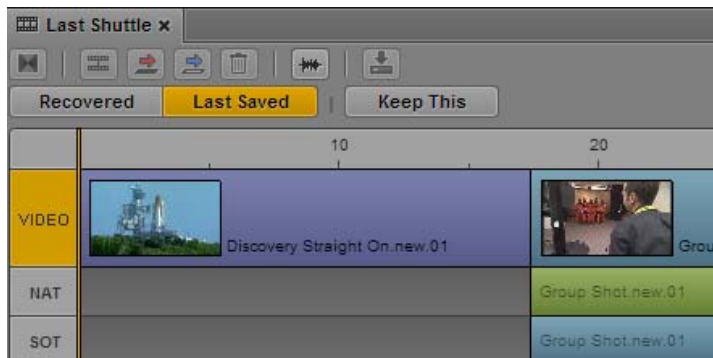 Last Shuttle x
Recovered Last Saved Keep This
10 20
VIDEO Discovery Straight On.new.01 Grou
NAT Group Shot.new.01
SOT Group Shot.new.01